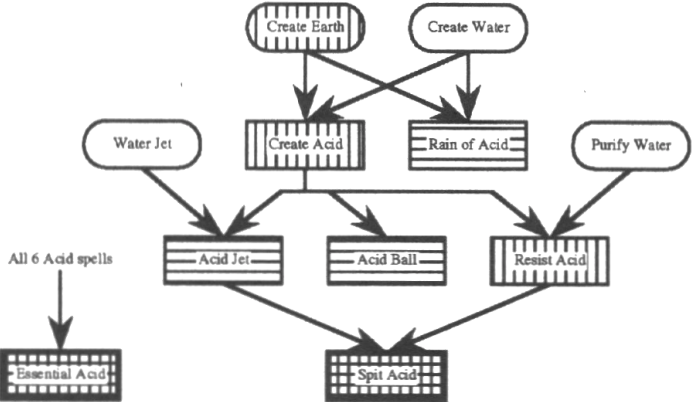 Create Earth
Create Water
Create Acid
Rain of Acid
Water Jet
Purify Water
Acid Jet
Acid Ball
Resist Acid
All 6 Acid spells
Essential Acid
Spit Acid